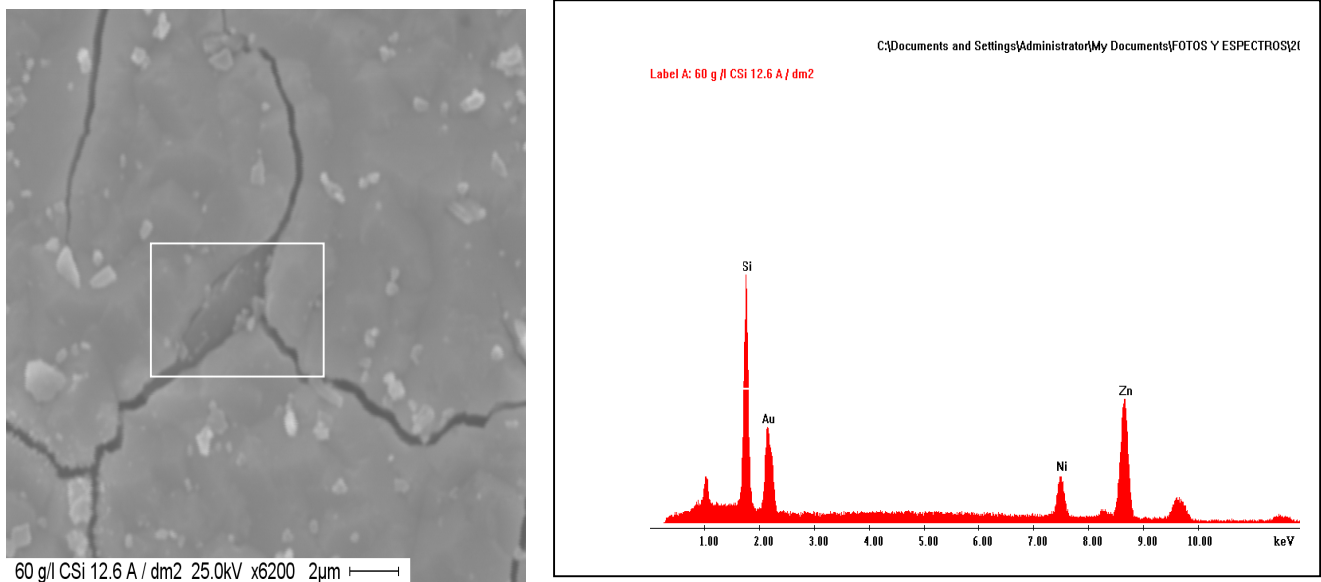 60 g/l CSi 12.6 A / dm2 25.0kV x6200 2µm
C:\Documents and Settings\Administrator\My Documents\FOTOS Y ESPECTROS\20
Label A: 60 g /l CSi 12.6 A / dm2
Si
Au
Zn
Ni
1.00 2.00 3.00 4.00 5.00 6.00 7.00 8.00 9.00 10.00 keV